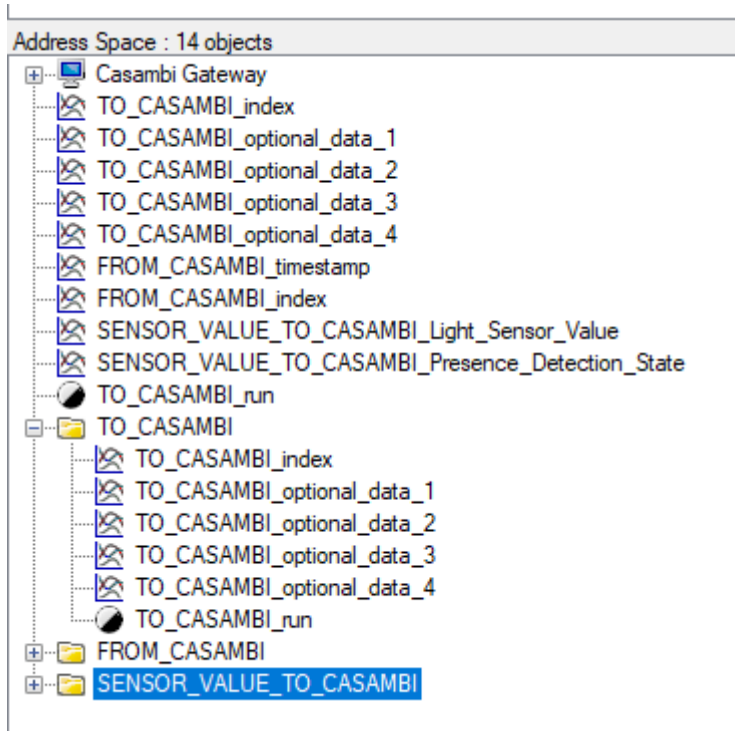 Address Space : 14 objects
Casambi Gateway
TO_CASAMBI_index
TO_CASAMBI_optional_data_1
TO_CASAMBI_optional_data_2
TO_CASAMBI_optional_data_3
TO_CASAMBI_optional_data_4
FROM_CASAMBI_timestamp
FROM_CASAMBI_index
SENSOR_VALUE_TO_CASAMBI_Light_Sensor_Value
SENSOR_VALUE_TO_CASAMBI_Presence_Detection_State
TO_CASAMBI_run
TO_CASAMBI
TO_CASAMBI_index
TO_CASAMBI_optional_data_1
TO_CASAMBI_optional_data_2
TO_CASAMBI_optional_data_3
TO_CASAMBI_optional_data_4
TO_CASAMBI_run
FROM_CASAMBI
SENSOR_VALUE_TO_CASAMBI